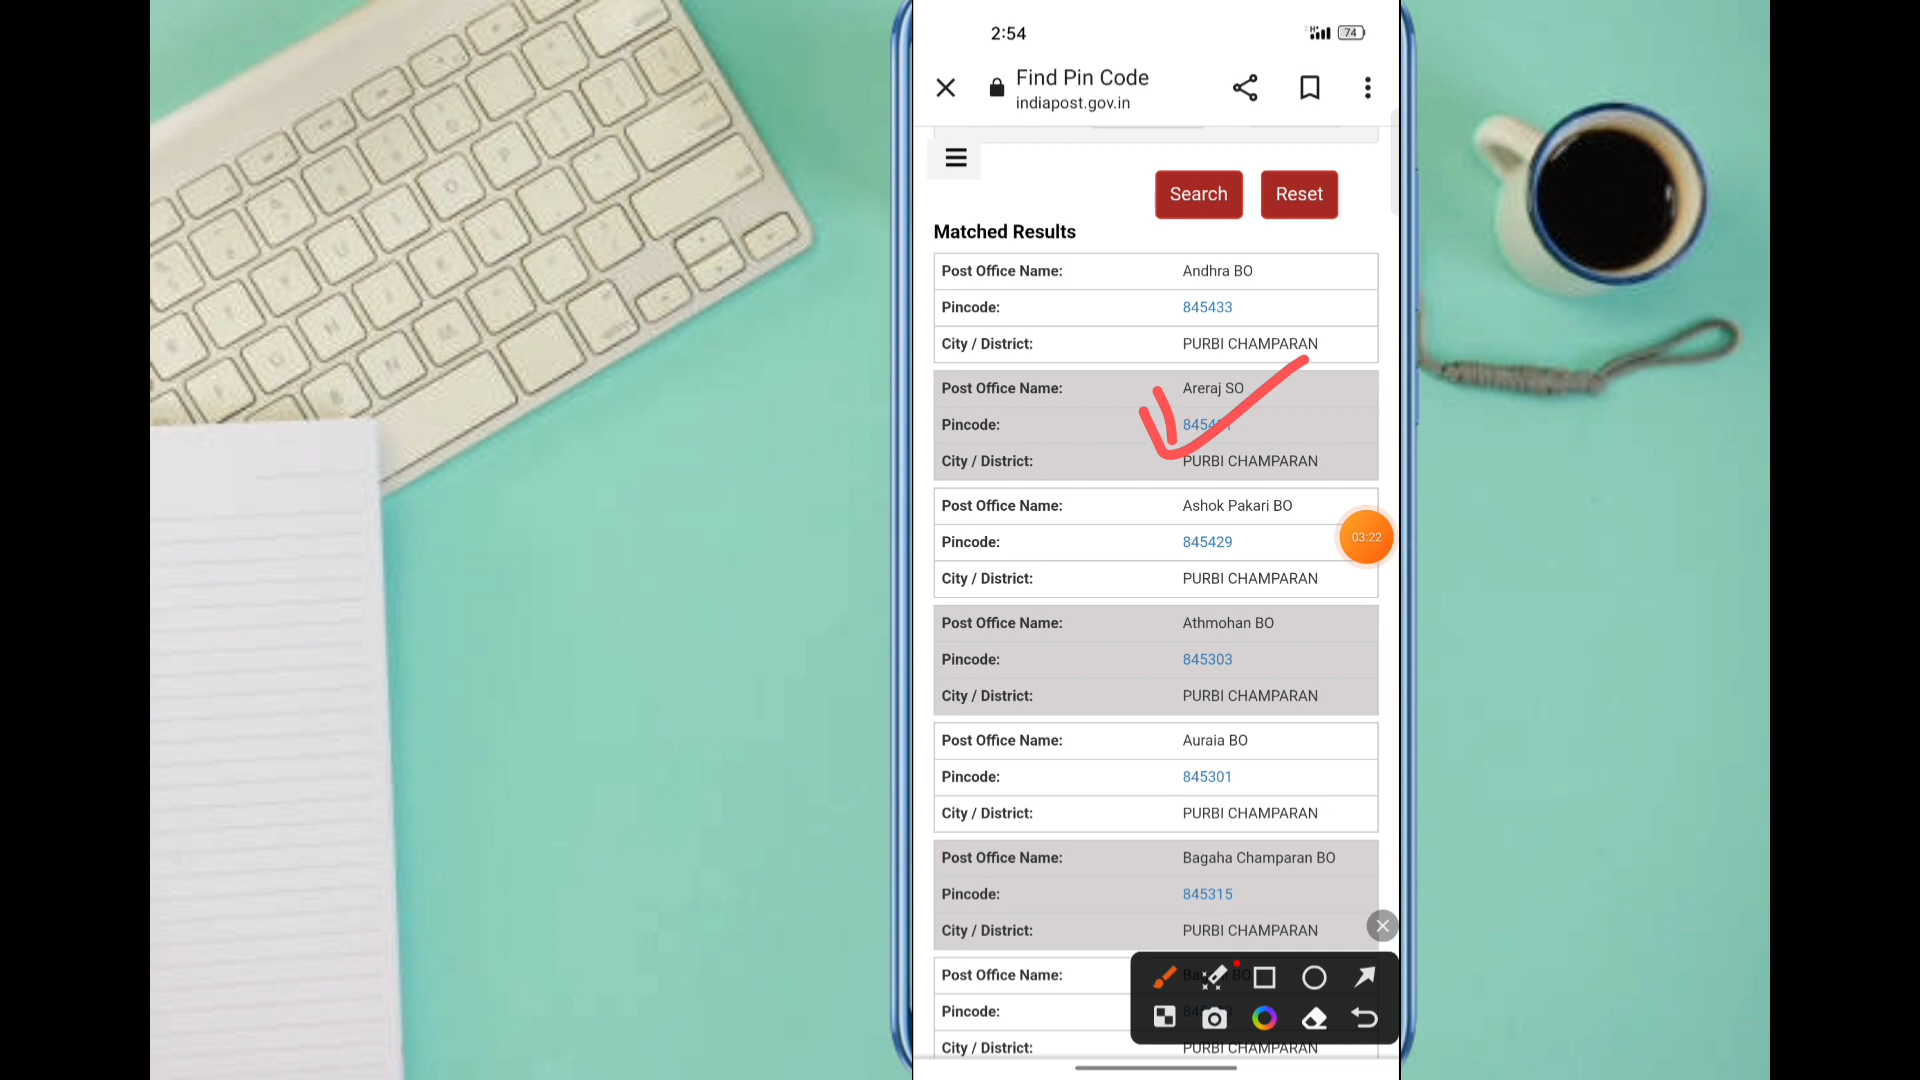 2:54
74
Find Pin Code
indiapost.gov.in
Search Reset
Matched Results
Post Office Name: Andhra BO
Pincode: 845433
City / District: PURBI CHAMPARAN
Post Office Name: Areraj SO
Pincode:
City / District: PURBI CHAMPARAN
Post Office Name: Ashok Pakari BO
Pincode: 845429
03:22
City / District: PURBI CHAMPARAN
Post Office Name: Athmohan BO
Pincode: 845303
City / District: PURBI CHAMPARAN
Post Office Name: Auraia BO
Pincode: 845301
City / District: PURBI CHAMPARAN
Post Office Name: Bagaha Champaran BO
Pincode: 845315
City / District: PURBI CHAMPARAN
Post Office Name: BO
Pincode:
City / District: PURBI CHAMPARAN